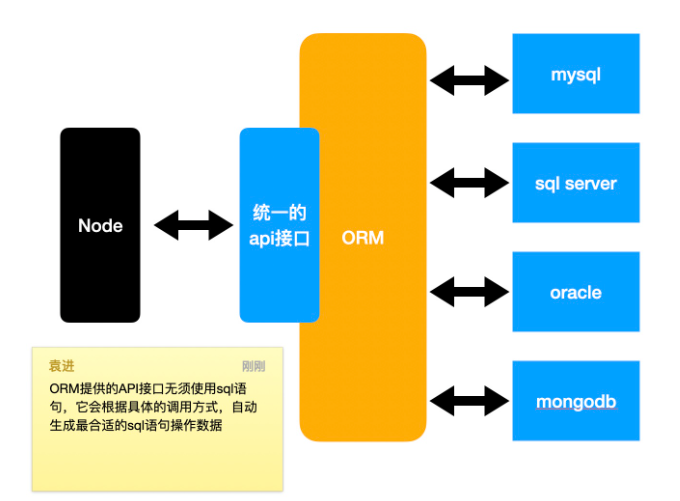 Node
统一的
api接口
ORM
mysql
sql server
oracle
mongodb
袁进 刚刚
ORM提供的API接口无须使用sql语
句，它会根据具体的调用方式，自动
生成最合适的sql语句操作数据